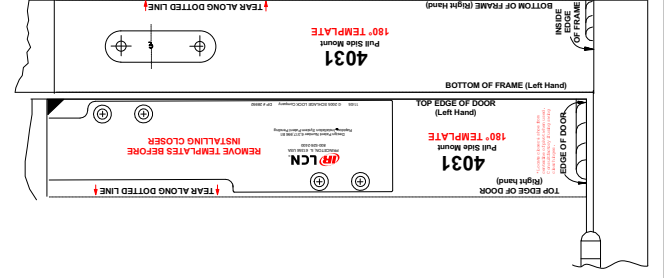 TEAR ALONG DOTTED LINE
BOTTOM OF FRAME (Right Hand)
INSIDE
EDGE
OF FRAME
180° TEMPLATE
Pull Side Mount
4031
BOTTOM OF FRAME (Left Hand)
TOP EDGE OF DOOR
(Left Hand)
180° TEMPLATE
Pull Side Mount
4031
EDGE OF DOOR
REMOVE TEMPLATES BEFORE
INSTALLING CLOSER
IR LCN
TEAR ALONG DOTTED LINE
TOP EDGE OF DOOR
(Right hand)